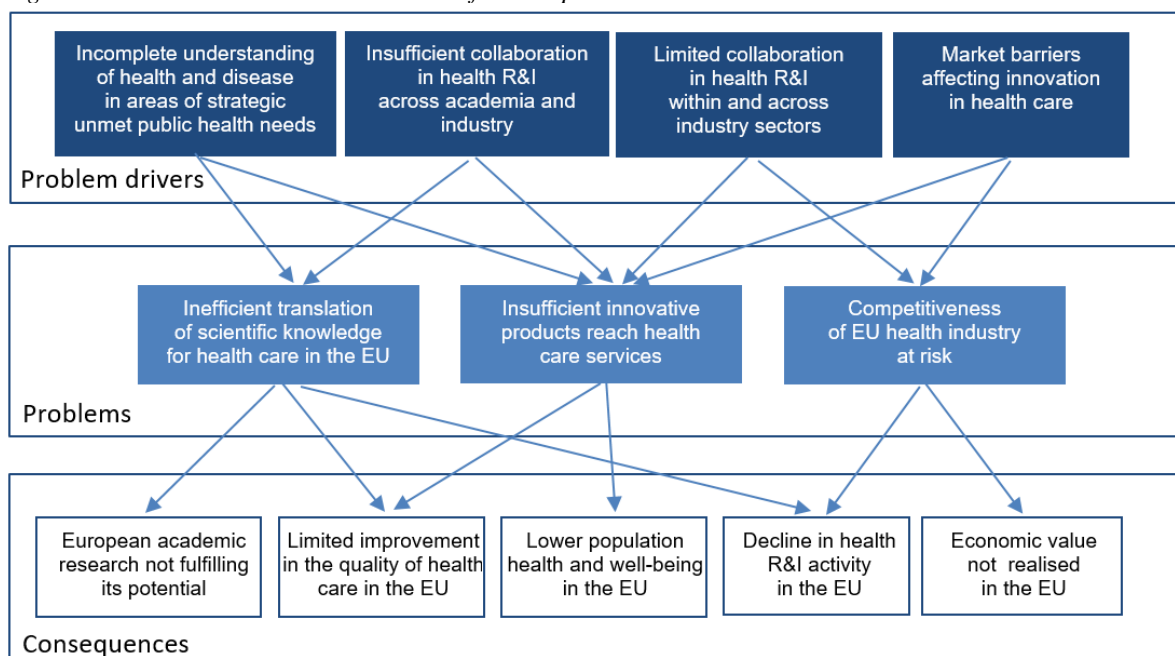 Incomplete understanding
of health and disease
in areas of strategic
unmet public health needs
Insufficient collaboration
in health R&I
across academia and
industry
Limited collaboration
in health R&I
within and across
industry sectors
Market barriers
affecting innovation
in health care
Problem drivers
Inefficient translation
of scientific knowledge
for health care in the EU
Insufficient innovative
products reach health
care services
Competitiveness
of EU health industry
at risk
Problems
European academic
research not fulfilling
its potential
Limited improvement
in the quality of health
care in the EU
Lower population
health and well-being
in the EU
Decline in health
R&I activity
in the EU
Economic value
not realised
in the EU
Consequences